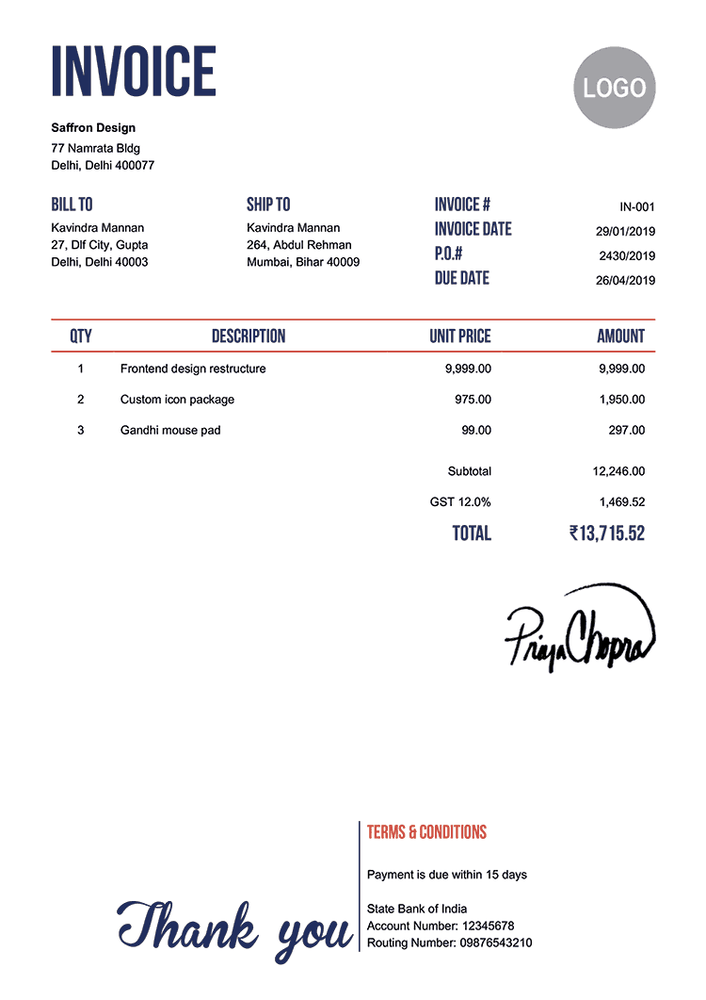 INVOICE
LOGO
Saffron Design
77 Namrata Bldg
Delhi, Delhi 400077
BILL TO
Kavindra Mannan
27, Dlf City, Gupta
Delhi, Delhi 40003
SHIP TO
Kavindra Mannan
264, Abdul Rehman
Mumbai, Bihar 40009
INVOICE # IN-001
INVOICE DATE 29/01/2019
P.O.# 2430/2019
DUE DATE 26/04/2019
QTY DESCRIPTION UNIT PRICE AMOUNT
1 Frontend design restructure 9,999.00 9,999.00
2 Custom icon package 975.00 1,950.00
3 Gandhi mouse pad 99.00 297.00
Subtotal 12,246.00
GST 12.0% 1,469.52
TOTAL ₹13,715.52
Priya Chopra
TERMS & CONDITIONS
Payment is due within 15 days
State Bank of India
Account Number: 12345678
Routing Number: 09876543210
Thank you